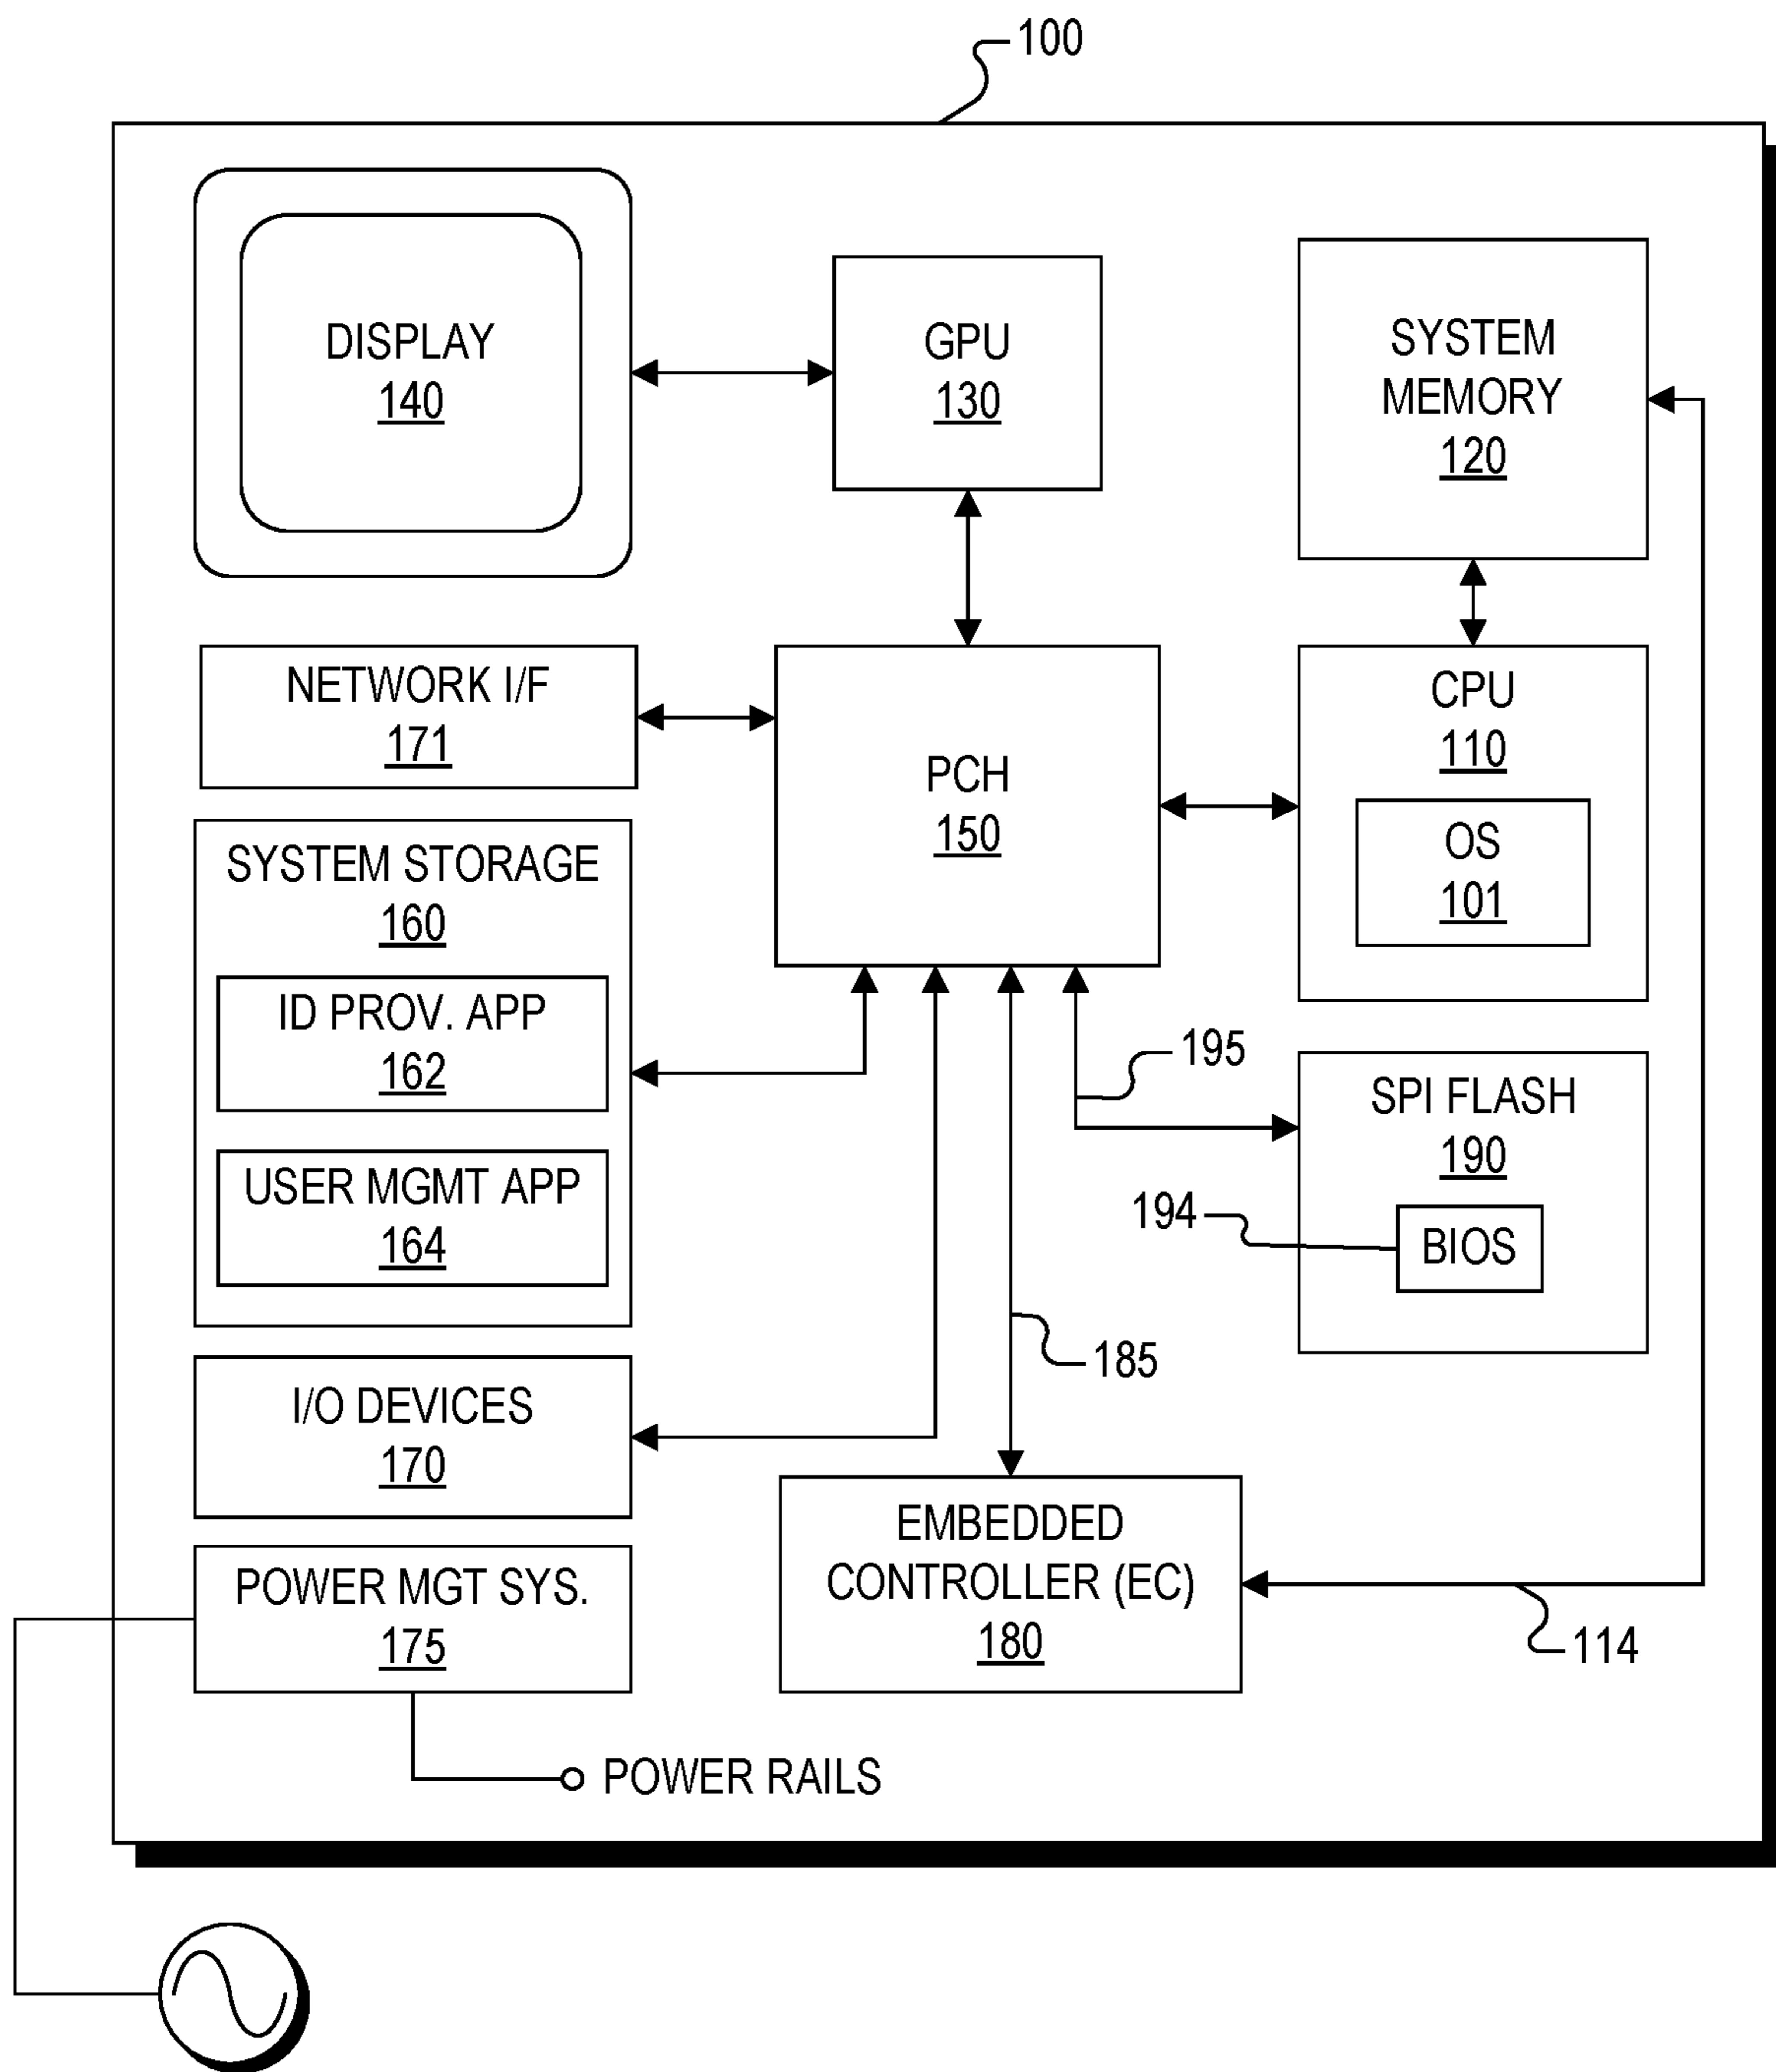 100
DISPLAY
140
GPU
130
SYSTEM
MEMORY
120
NETWORK I/F
171
PCH
150
CPU
110
OS
101
SYSTEM STORAGE
160
ID PROV. APP
162
USER MGMT APP
164
195
SPI FLASH
190
194
BIOS
185
I/O DEVICES
170
EMBEDDED
CONTROLLER (EC)
180
114
POWER MGT SYS.
175
POWER RAILS